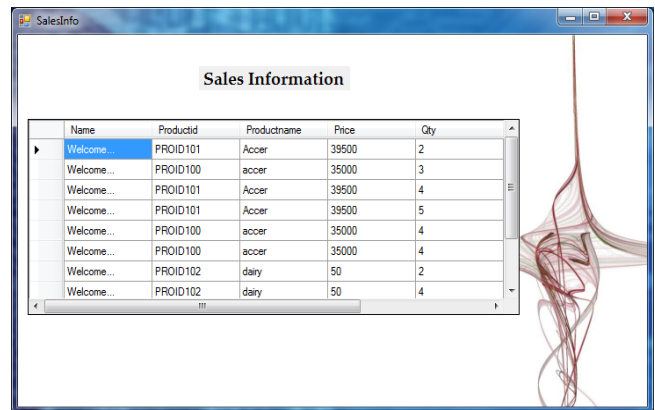 SalesInfo
Sales Information
Name Productid Productname Price Qty
Welcome... PROID101 Accer 39500 2
Welcome... PROID100 accer 35000 3
Welcome... PROID101 Accer 39500 4
Welcome... PROID101 Accer 39500 5
Welcome... PROID100 accer 35000 4
Welcome... PROID100 accer 35000 4
Welcome... PROID102 dairy 50 2
Welcome... PROID102 dairy 50 4